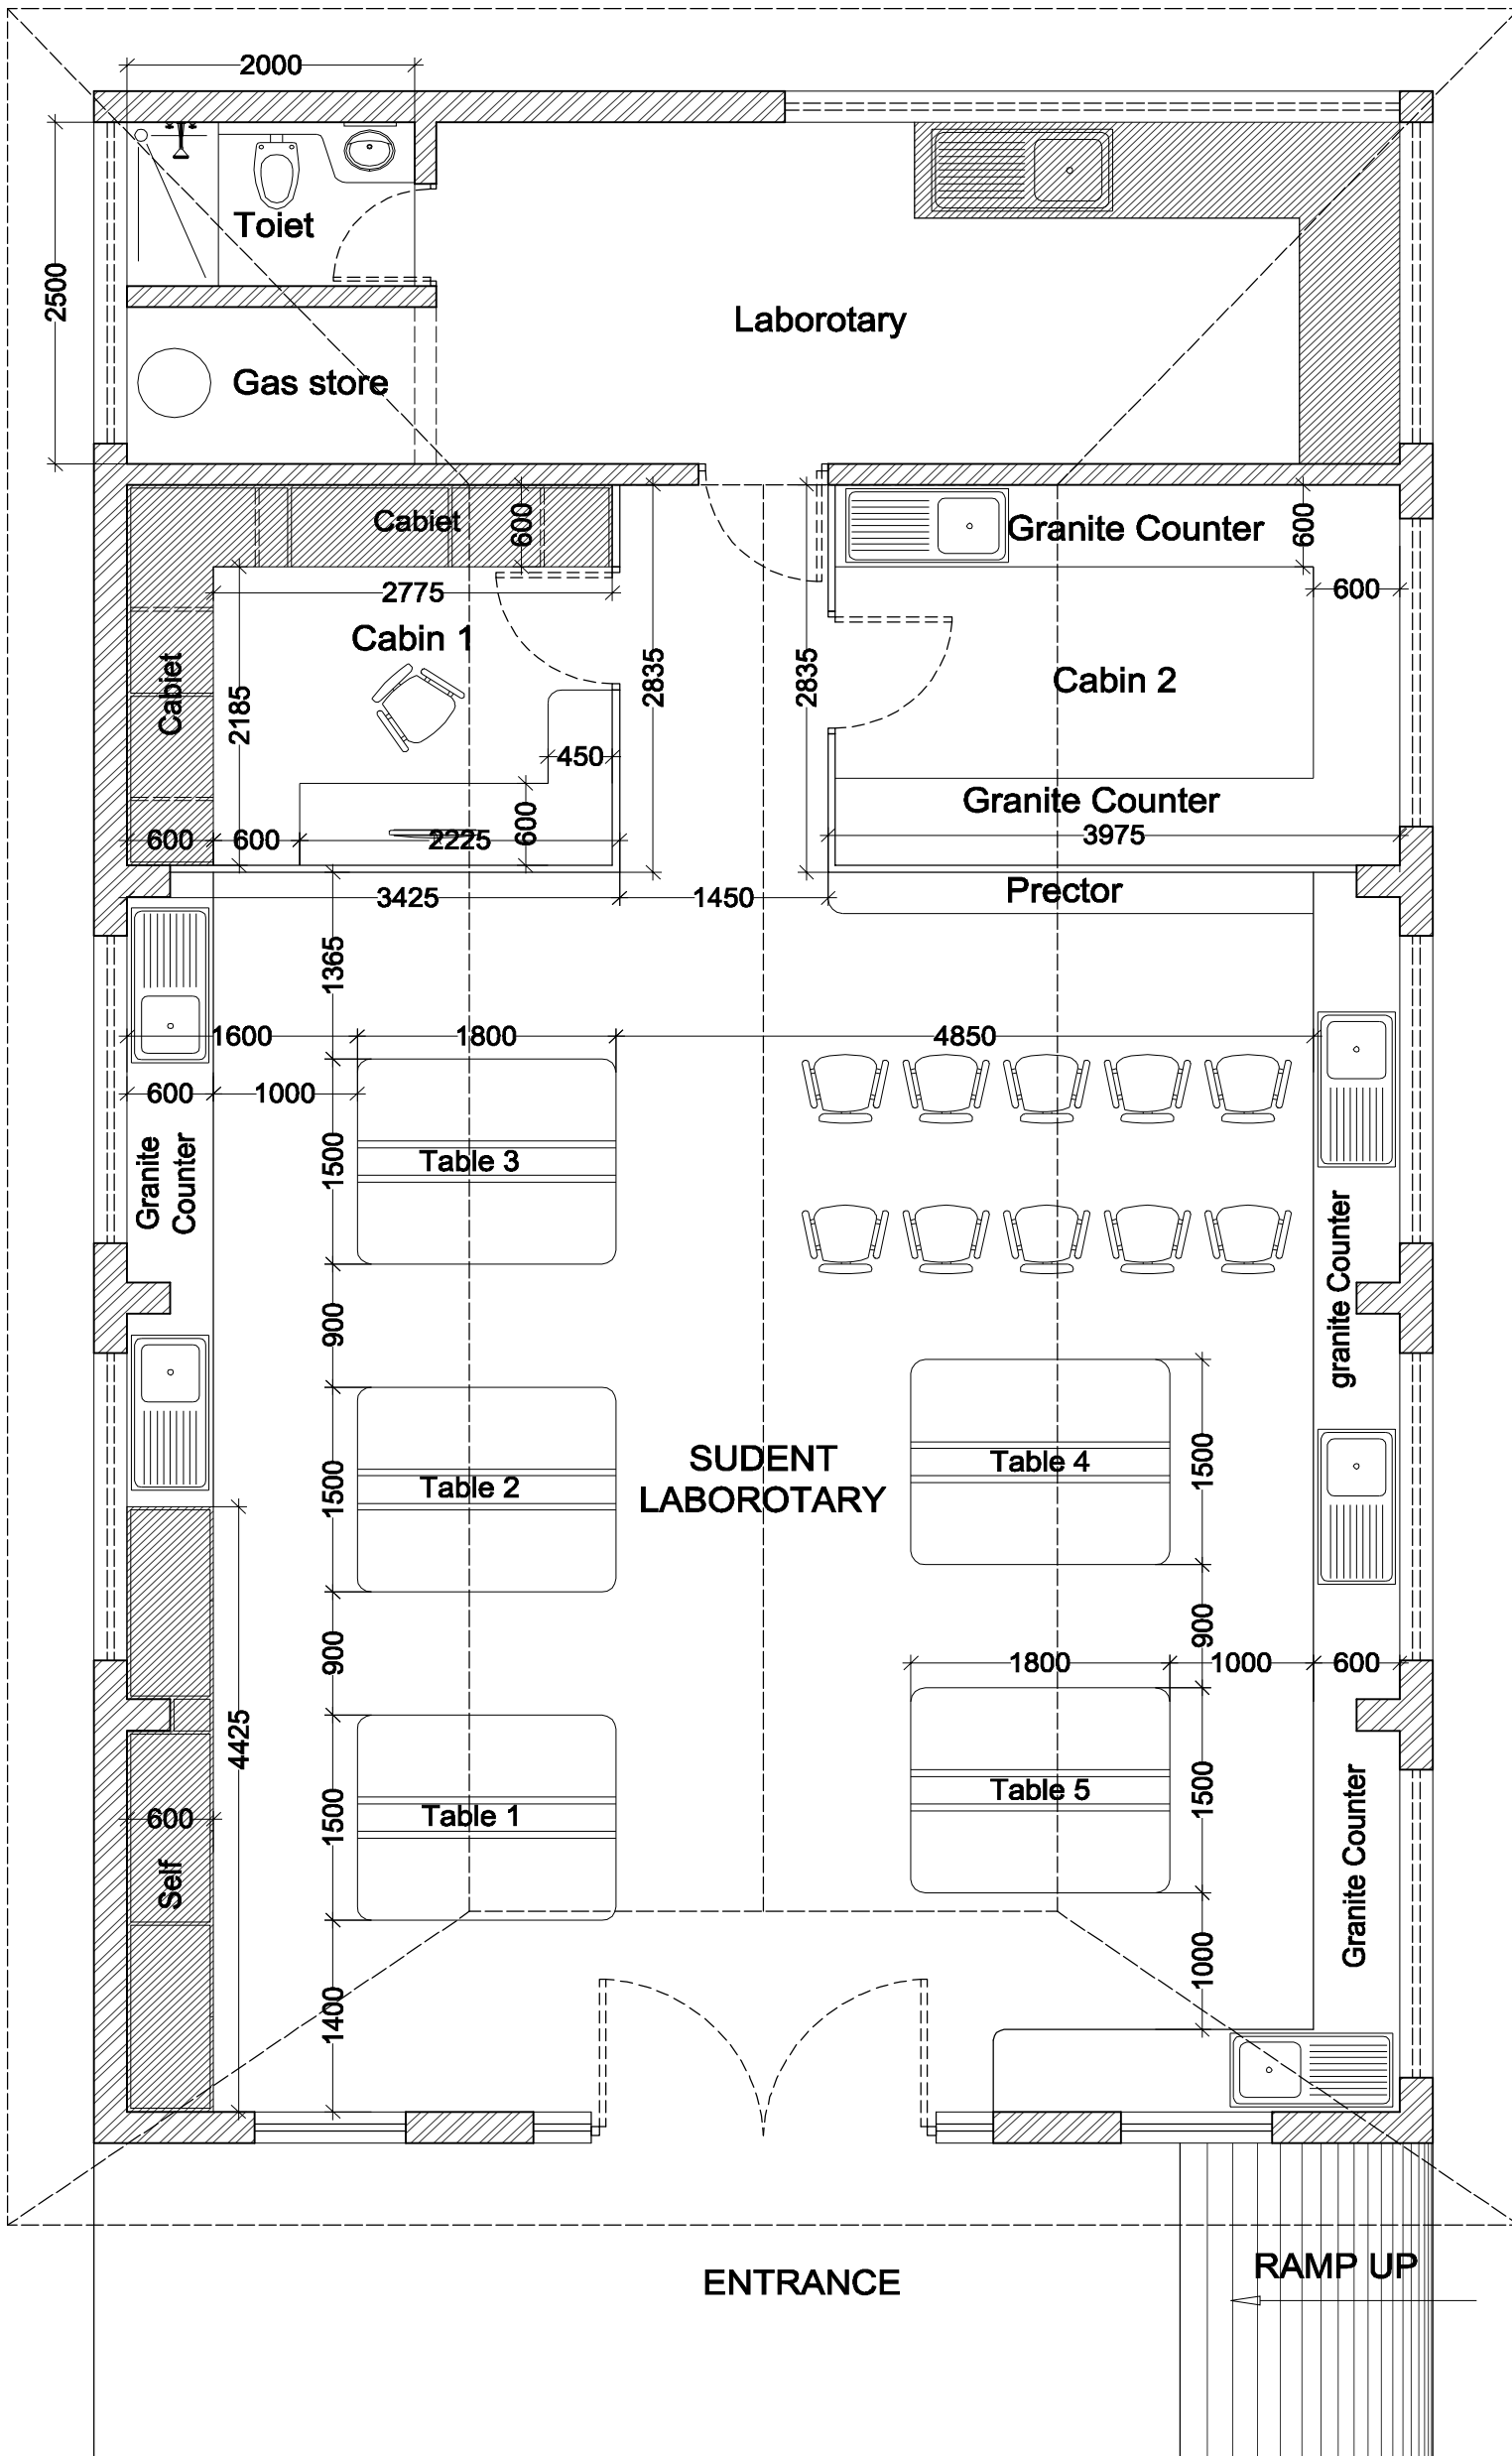 2000
Toiet
2500
Laborotary
Gas store
Cabiet
600
Granite Counter
600
2775
600
Cabin 1
Cabiet
2185
2835
2835
Cabin 2
450
Granite Counter
600
600
600
2225
3975
Prector
3425
1450
1365
1600
1800
4850
600
1000
Granite
Counter
1500
Table 3
granite Counter
900
SUDENT
LABOROTARY
1500
Table 2
Table 4
1500
900
900
1800
1000
600
4425
600
Self
1500
Table 1
Table 5
1500
Granite Counter
1000
1400
ENTRANCE
RAMP UP